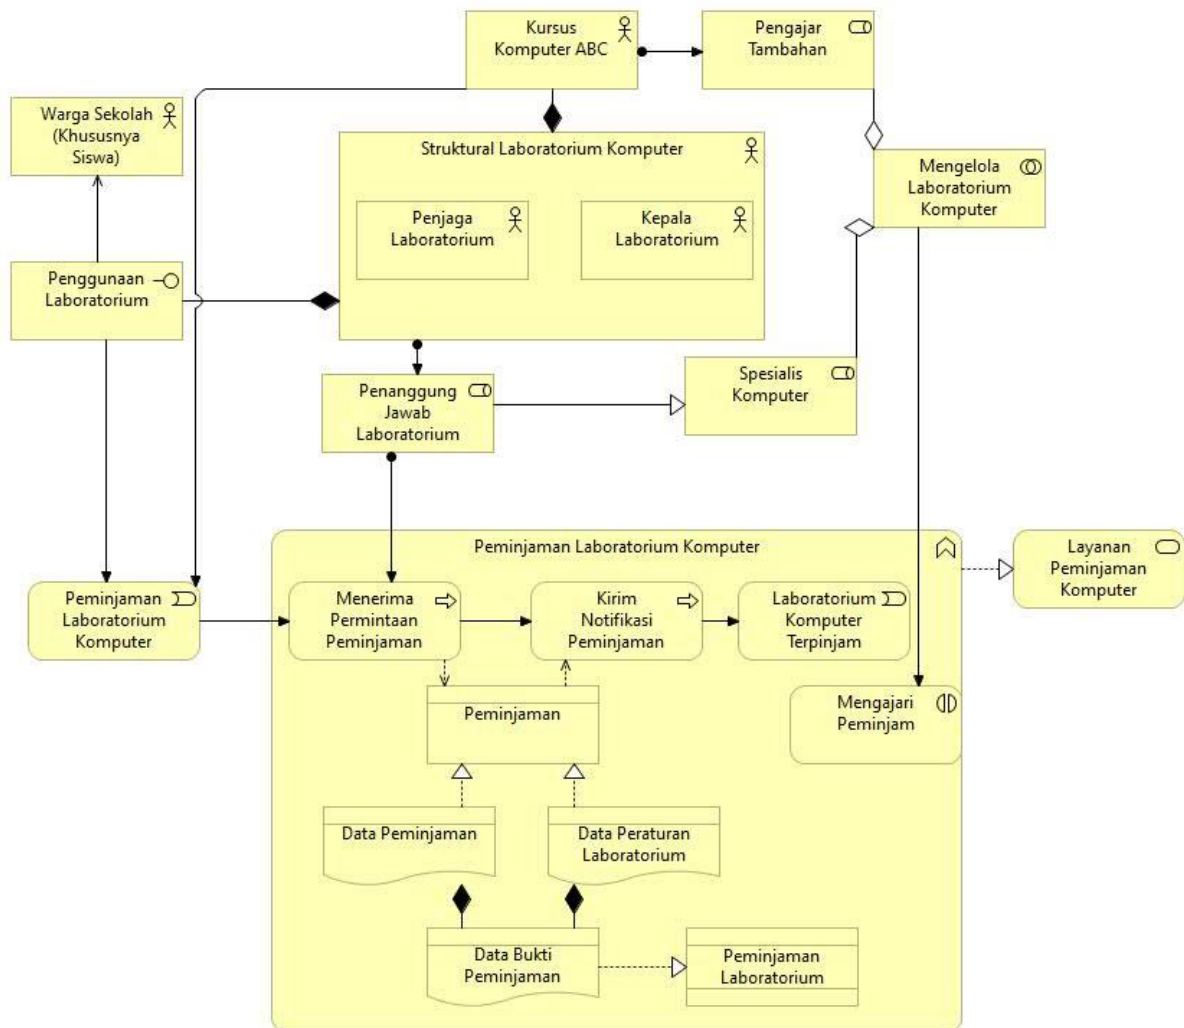 Kursus
Komputer ABC
Pengajar
Tambahan
Warga Sekolah
(Khususnya
Siswa)
Struktural Laboratorium Komputer
Penjaga
Laboratorium
Kepala
Laboratorium
Mengelola
Laboratorium
Komputer
Penggunaan
Laboratorium
Penanggung
Jawab
Laboratorium
Spesialis
Komputer
Peminjaman Laboratorium Komputer
Layanan
Peminjaman
Komputer
Peminjaman
Laboratorium
Komputer
Menerima
Permintaan
Peminjaman
Kirim
Notifikasi
Peminjaman
Laboratorium
Komputer
Terpinjam
Peminjaman
Mengajari
Peminjam
Data Peminjaman
Data Peraturan
Laboratorium
Data Bukti
Peminjaman
Peminjaman
Laboratorium